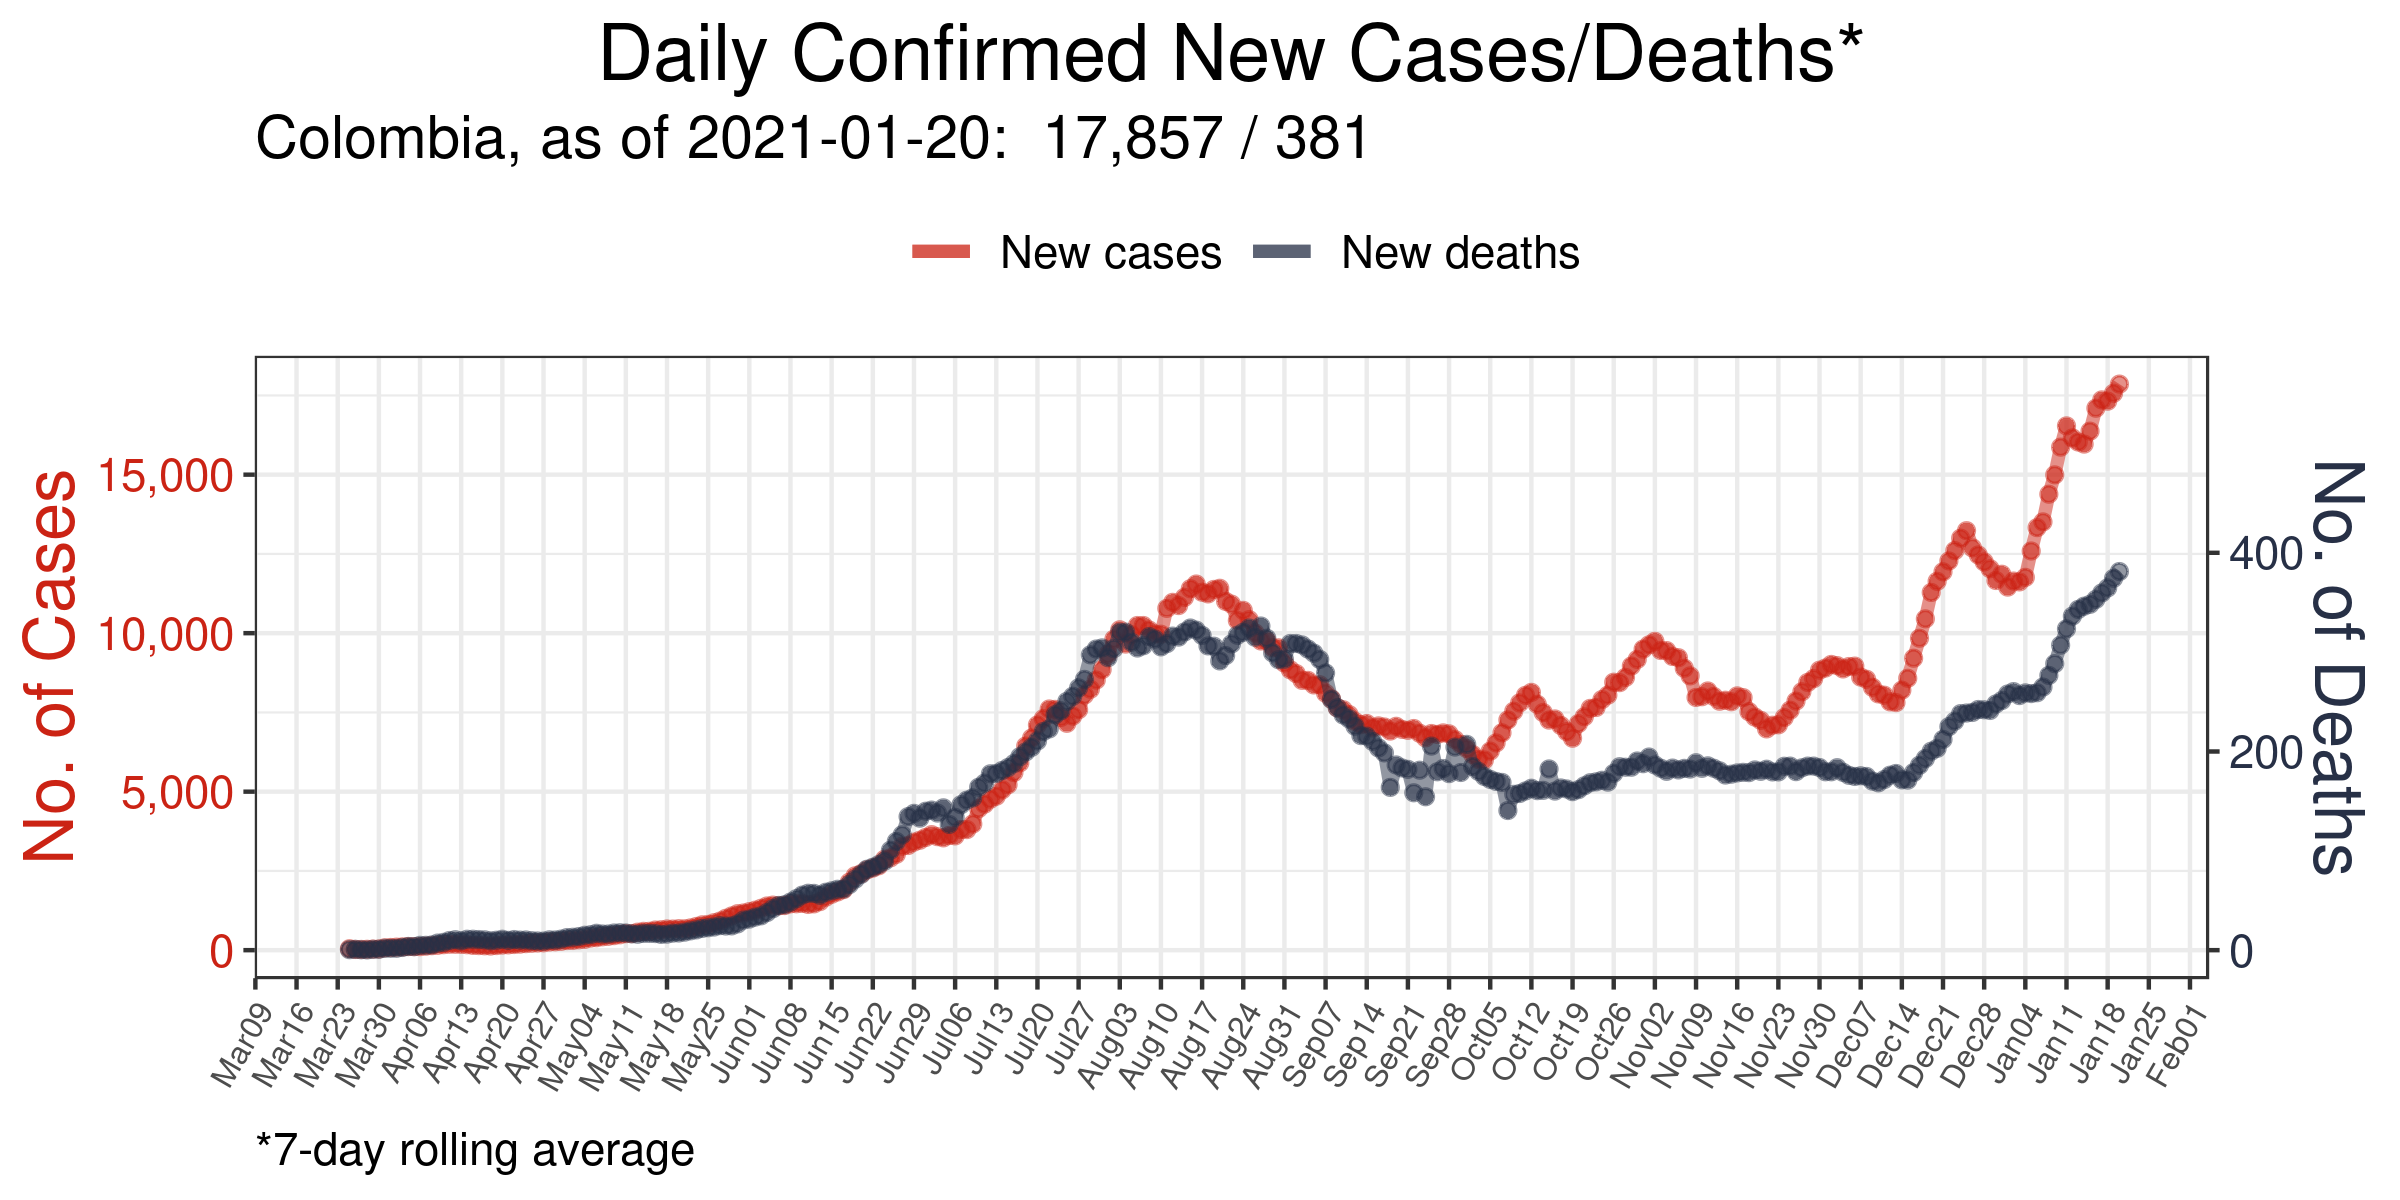 Daily Confirmed New Cases/Deaths*
Colombia, as of 2021-01-20:  17,857 / 381
New cases
New deaths
No. of Cases
15,000
10,000
5,000
0
No. of Deaths
400
200
0
Mar09
Mar16
Mar23
Mar30
Apr06
Apr13
Apr20
Apr27
May04
May11
May18
May25
Jun01
Jun08
Jun15
Jun22
Jun29
Jul06
Jul13
Jul20
Jul27
Aug03
Aug10
Aug17
Aug24
Aug31
Sep07
Sep14
Sep21
Sep28
Oct05
Oct12
Oct19
Oct26
Nov02
Nov09
Nov16
Nov23
Nov30
Dec07
Dec14
Dec21
Dec28
Jan04
Jan11
Jan18
Jan25
Feb01
*7-day rolling average